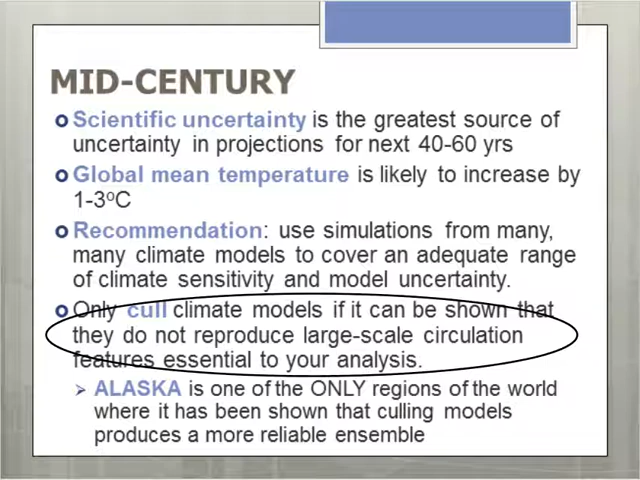 MID-CENTURY
Scientific uncertainty is the greatest source of
uncertainty in projections for next 40-60 yrs
Global mean temperature is likely to increase by
1-3ºC
Recommendation: use simulations from many,
many climate models to cover an adequate range
of climate sensitivity and model uncertainty.
Only cull climate models if it can be shown that
they do not reproduce large-scale circulation
features essential to your analysis.
ALASKA is one of the ONLY regions of the world
where it has been shown that culling models
produces a more reliable ensemble